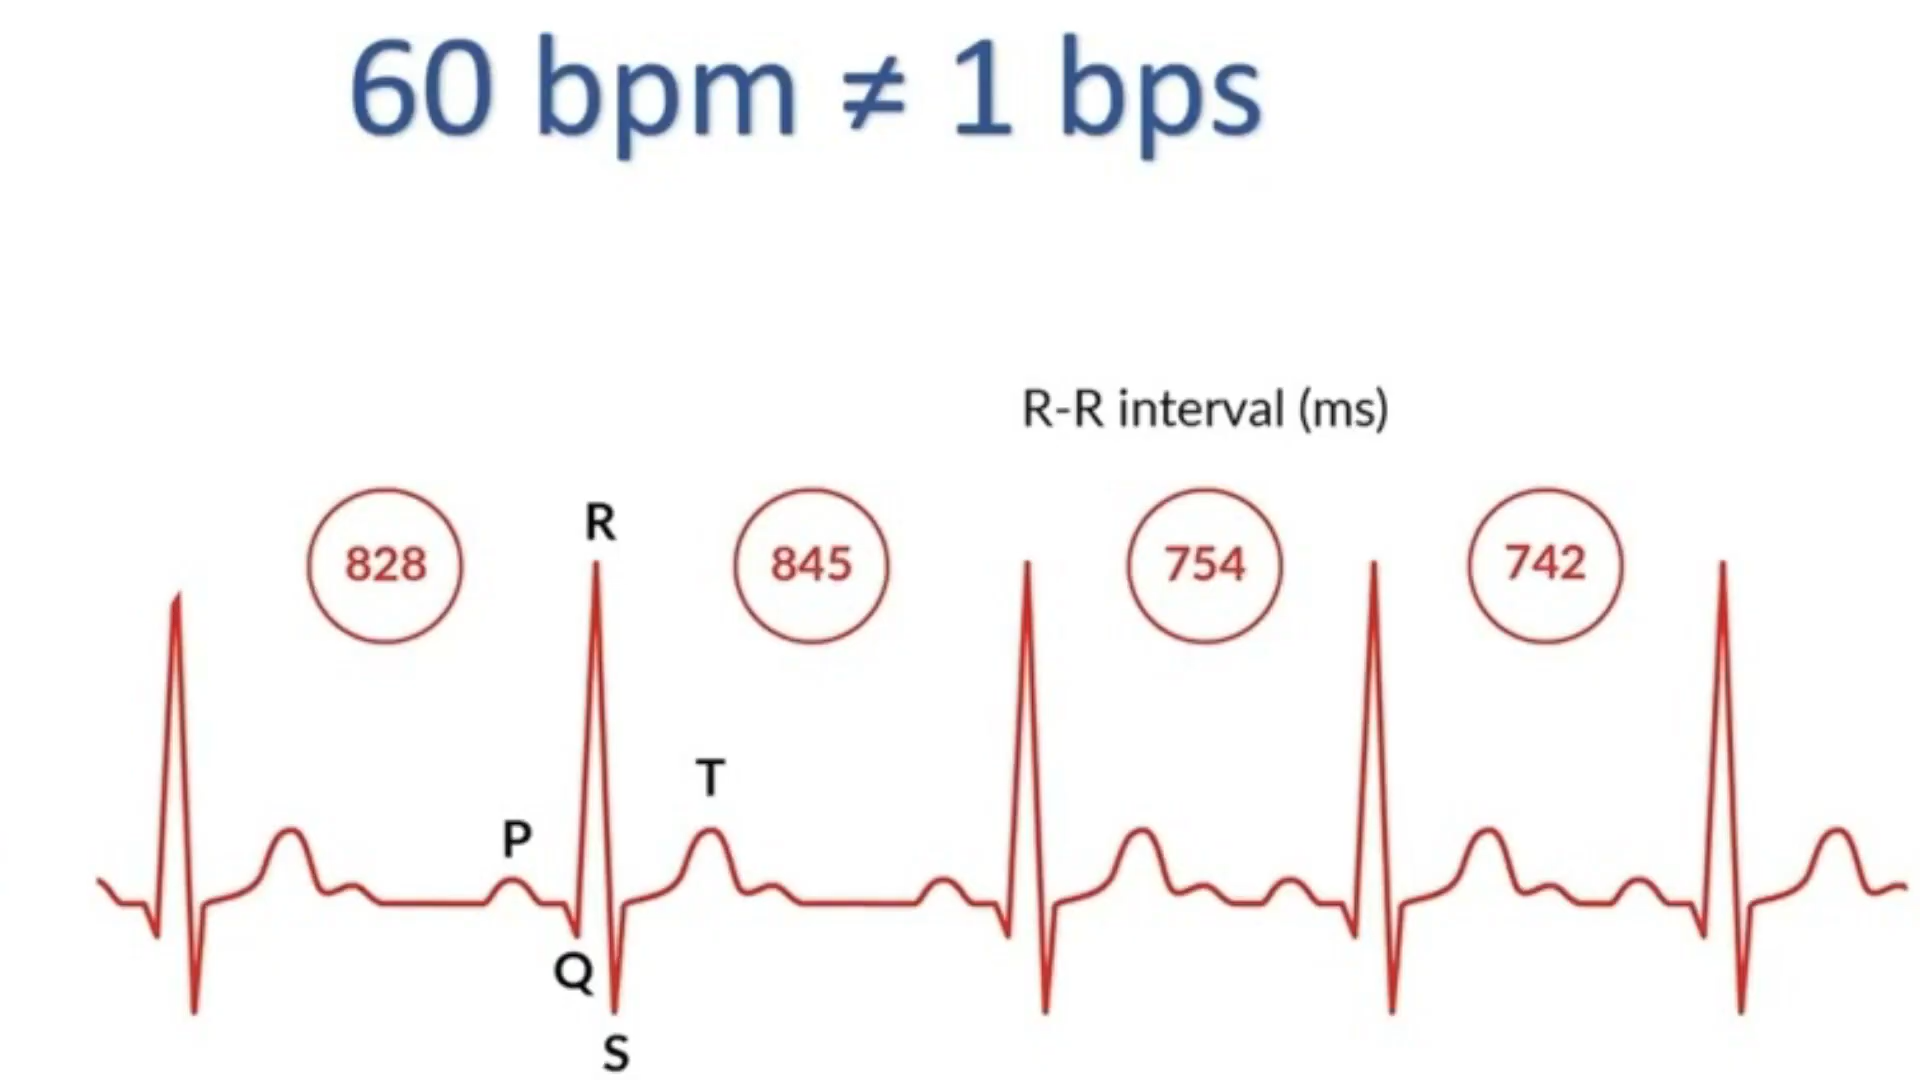 60 bpm ≠ 1 bps
R-R interval (ms)
828
R
845
754
742
T
P
Q
S